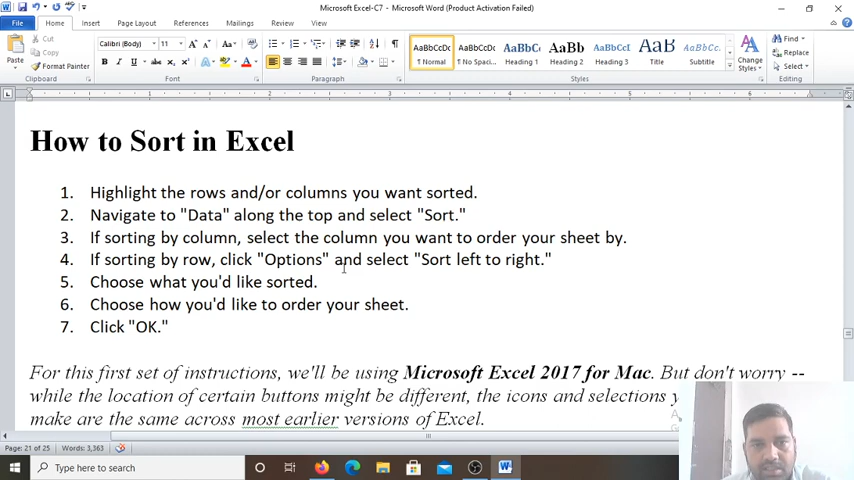 Microsoft Excel-C7 - Microsoft Word (Product Activation Failed)
File Home Insert Page Layout References Mailings Review View
Cut
Copy
Paste
Format Painter
Clipboard
Calibri (Body) 11
Font
Paragraph
AaBbCcDc AaBbCcDc AaBbC AaBb AaBbC AaB AaBbCc.
¶ Normal ¶ No Spaci... Heading 1 Heading 2 Heading 3 Title Subtitle
Change Styles
Styles
Find
Replace
Select
Editing
1 2 3 4 5 6
How to Sort in Excel
1. Highlight the rows and/or columns you want sorted.
2. Navigate to "Data" along the top and select "Sort."
3. If sorting by column, select the column you want to order your sheet by.
4. If sorting by row, click "Options" and select "Sort left to right."
5. Choose what you'd like sorted.
6. Choose how you'd like to order your sheet.
7. Click "OK."
For this first set of instructions, we'll be using Microsoft Excel 2017 for Mac. But don't worry --
while the location of certain buttons might be different, the icons and selections
make are the same across most earlier versions of Excel.
Page: 21 of 25 Words: 3,363
Type here to search